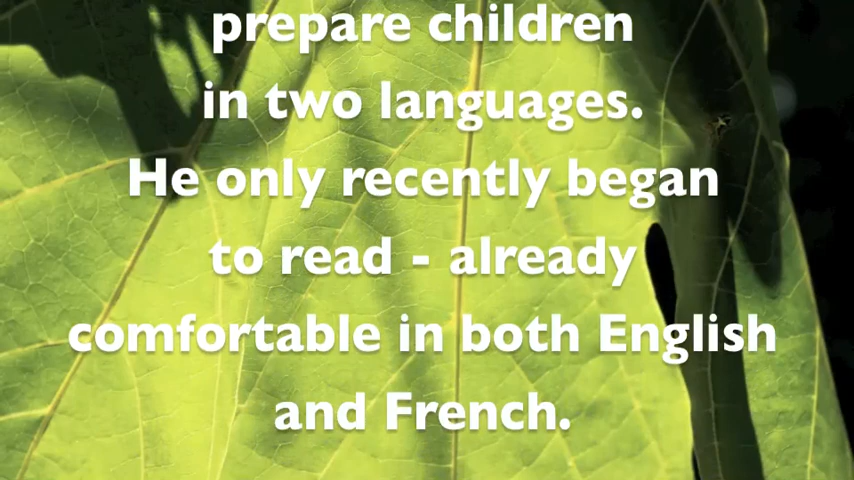 prepare children
in two languages.
He only recently began
to read - already
comfortable in both English
and French.